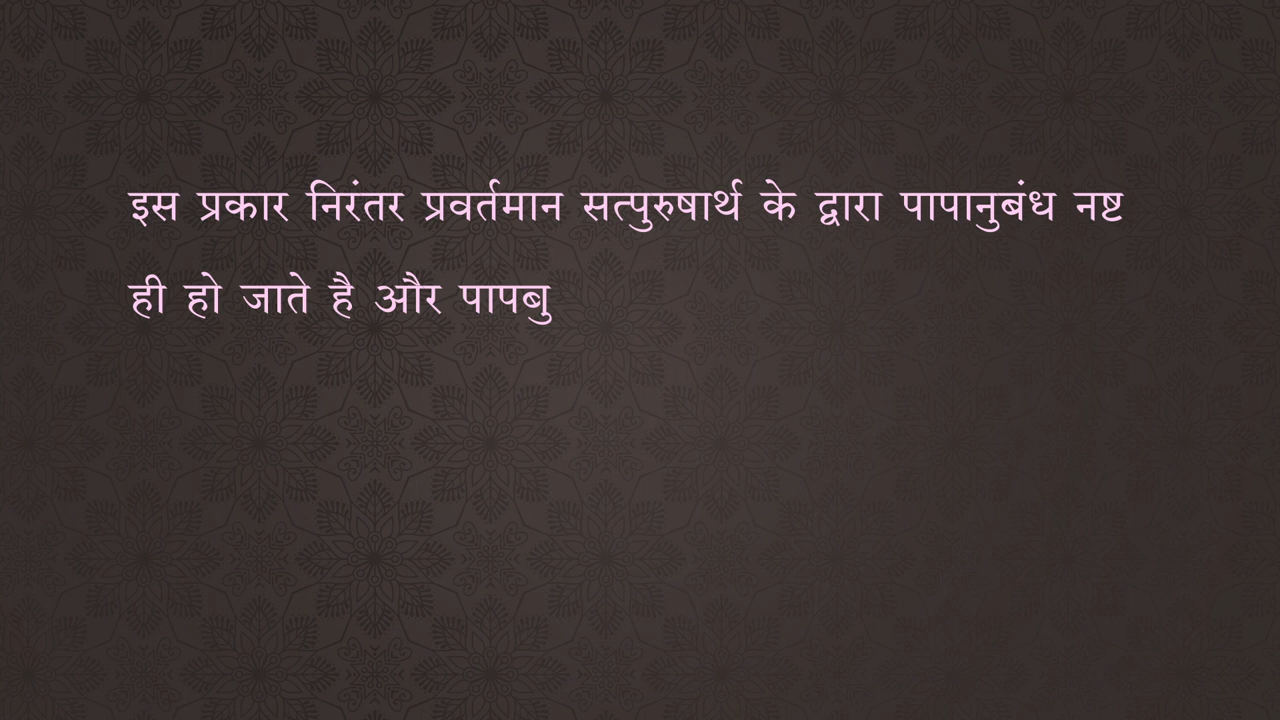 इस प्रकार निरंतर प्रवर्तमान सत्पुरुषार्थ के द्वारा पापानुबंध नष्ट
ही हो जाते है और पापबु